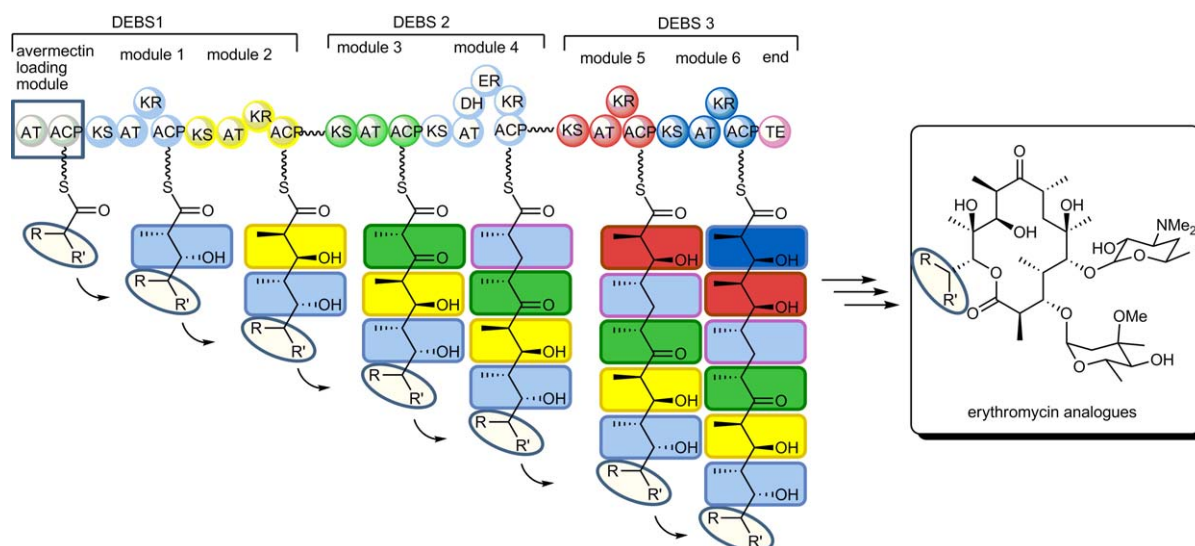 DEBS1
DEBS 2
DEBS 3
avermectin
loading
module
module 1
module 2
module 3
module 4
module 5
module 6
end
AT ACP KS AT KR ACP KS AT KR ACP KS AT ACP KS AT DH ER KR ACP KS AT KR ACP KS AT KR ACP TE
S S S S S S S
O O O O O O O
R
R'
OH
R
R'
OH
OH
R
R'
O
OH
OH
R
R'
O
OH
OH
R
R'
OH
O
OH
OH
R
R'
OH
OH
O
OH
OH
R
R'
O
OH
OH
OH
NMe2
HO
O
O
R
R'
O
O
O
OMe
O
OH
erythromycin analogues